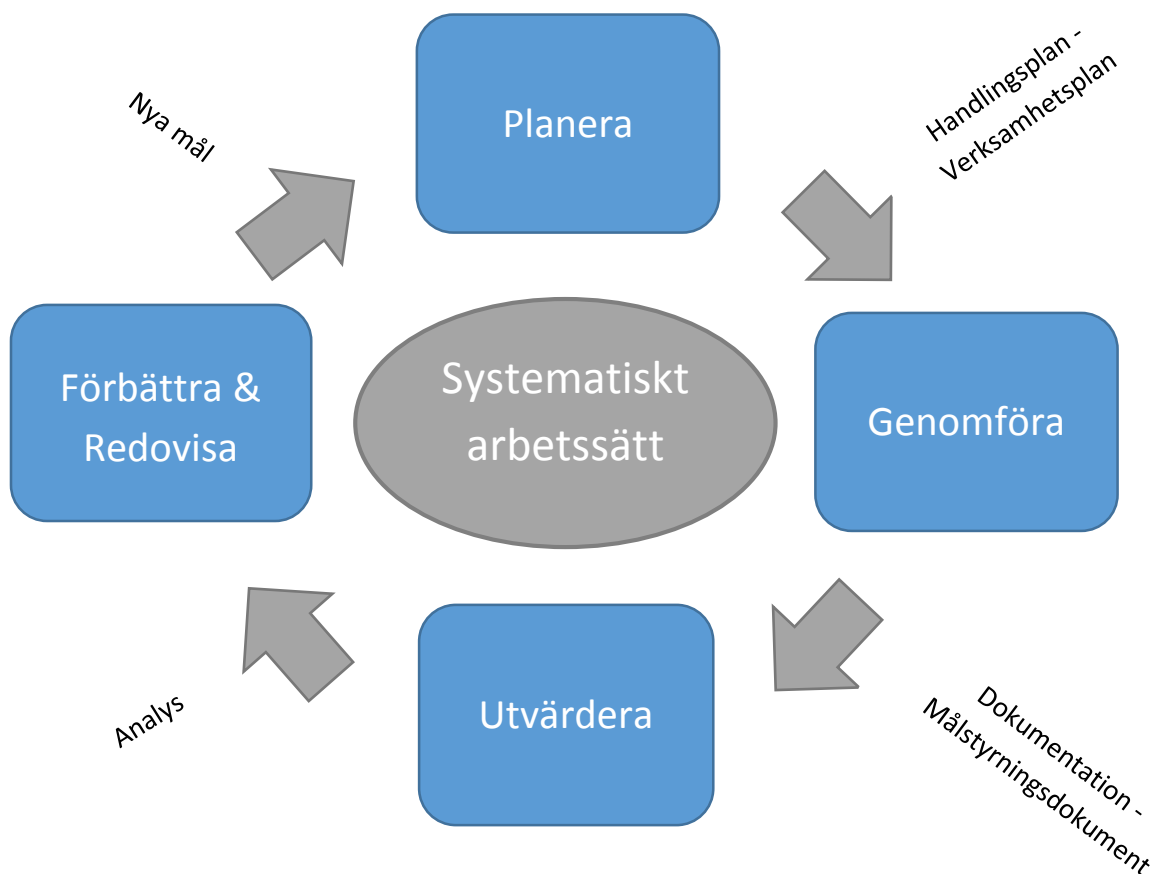 Planera
Handlingsplan -
Verksamhetsplan
Nya mål
Förbättra &
Redovisa
Systematiskt
arbetssätt
Genomföra
Utvärdera
Analys
Dokumentation -
Målstyrningsdokument